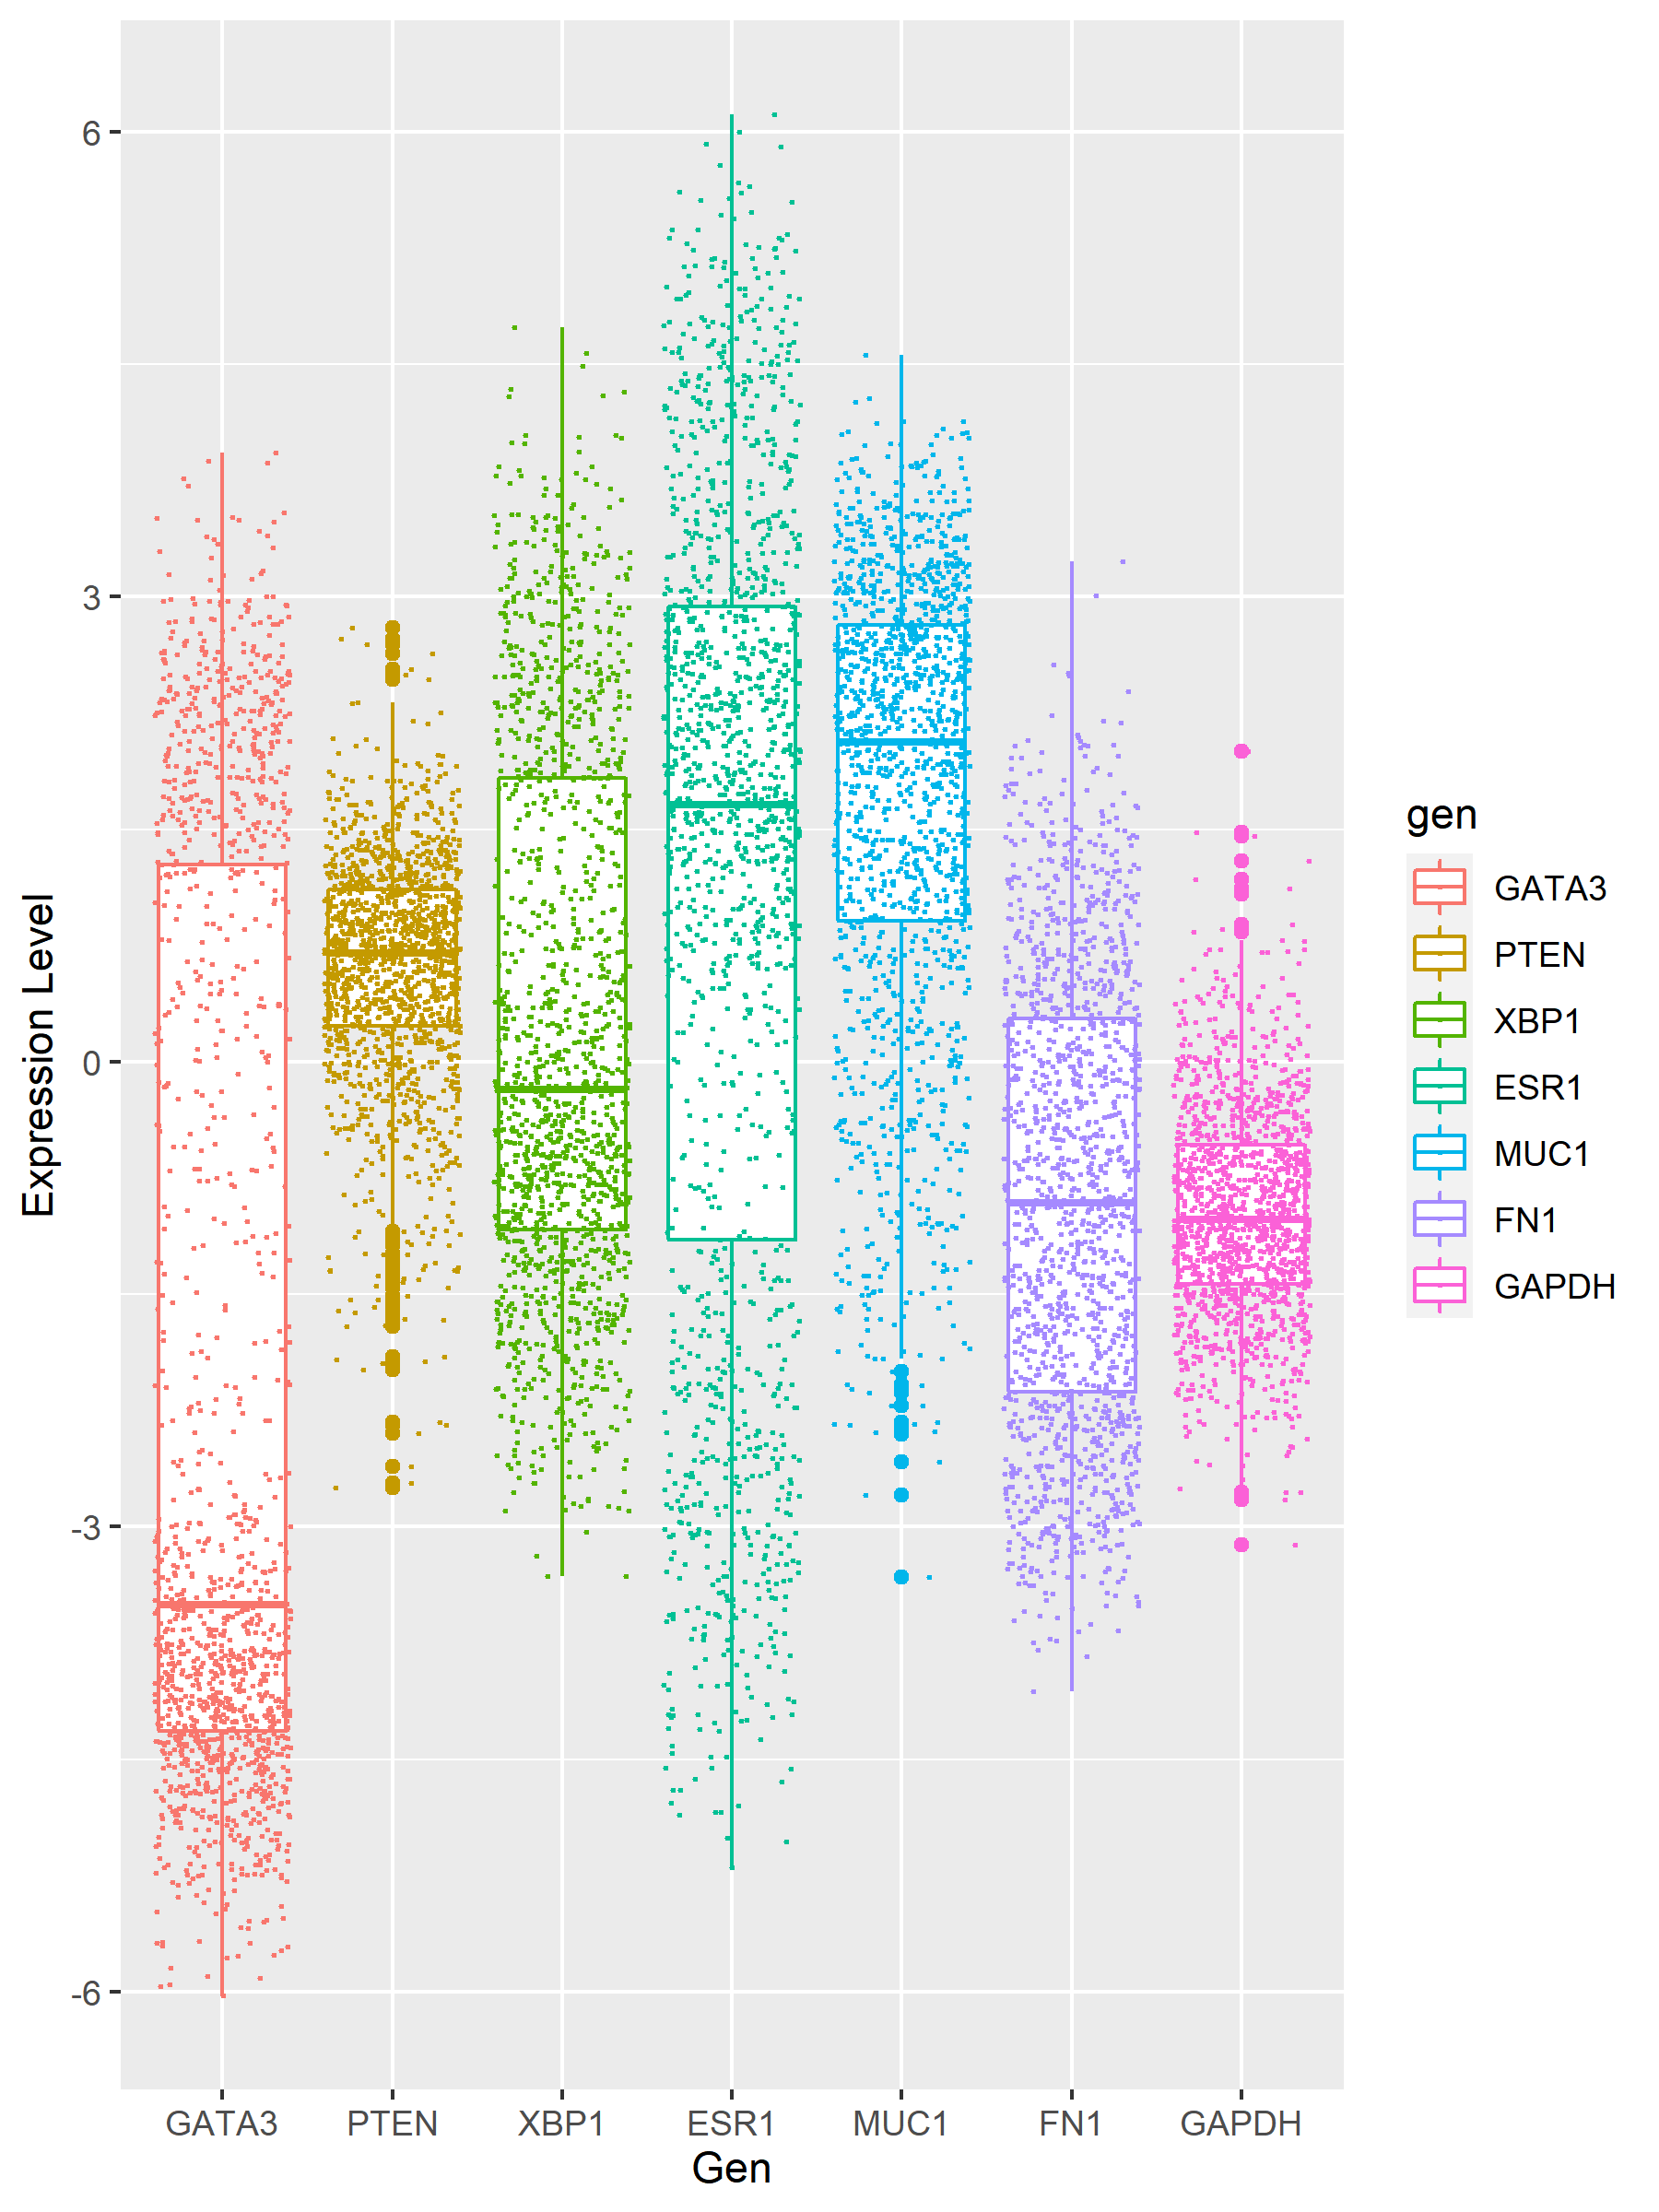 6
3
0
-3
-6
Expression Level
GATA3 PTEN XBP1 ESR1 MUC1 FN1 GAPDH
Gen
gen
GATA3
PTEN
XBP1
ESR1
MUC1
FN1
GAPDH